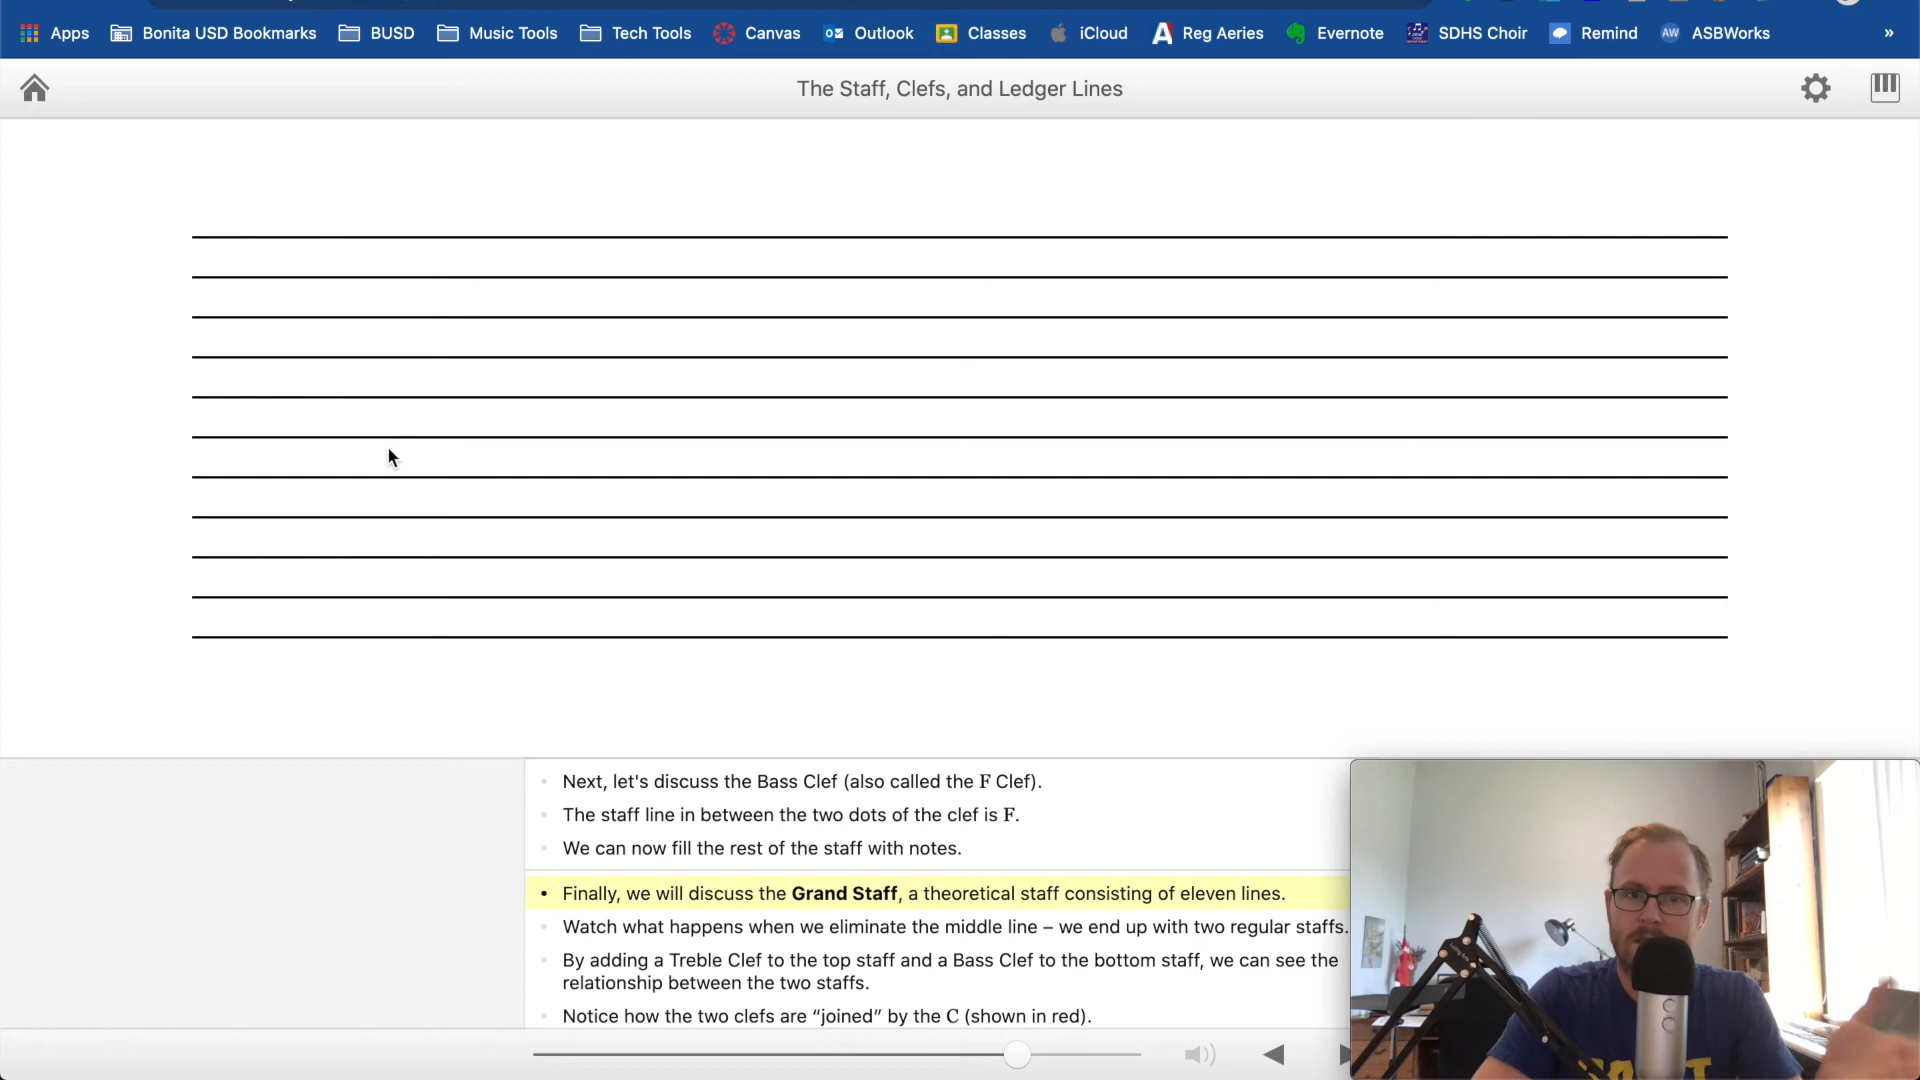 Apps Bonita USD Bookmarks BUSD Music Tools Tech Tools Canvas Outlook Classes iCloud Reg Aeries Evernote SDHS Choir Remind AW ASBWorks »
The Staff, Clefs, and Ledger Lines
Next, let's discuss the Bass Clef (also called the F Clef).
The staff line in between the two dots of the clef is F.
We can now fill the rest of the staff with notes.
Finally, we will discuss the Grand Staff, a theoretical staff consisting of eleven lines.
Watch what happens when we eliminate the middle line – we end up with two regular staffs.
By adding a Treble Clef to the top staff and a Bass Clef to the bottom staff, we can see the
relationship between the two staffs.
Notice how the two clefs are “joined” by the C (shown in red).